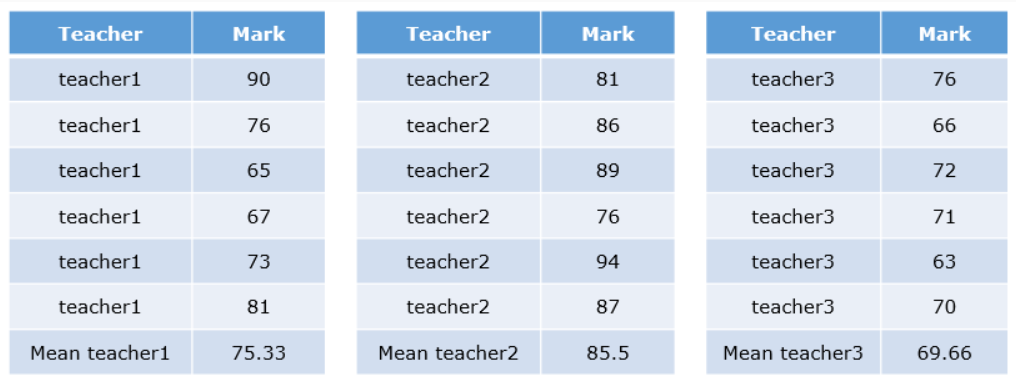 Teacher Mark Teacher Mark Teacher Mark
teacher1 90 teacher2 81 teacher3 76
teacher1 76 teacher2 86 teacher3 66
teacher1 65 teacher2 89 teacher3 72
teacher1 67 teacher2 76 teacher3 71
teacher1 73 teacher2 94 teacher3 63
teacher1 81 teacher2 87 teacher3 70
Mean teacher1 75.33 Mean teacher2 85.5 Mean teacher3 69.66